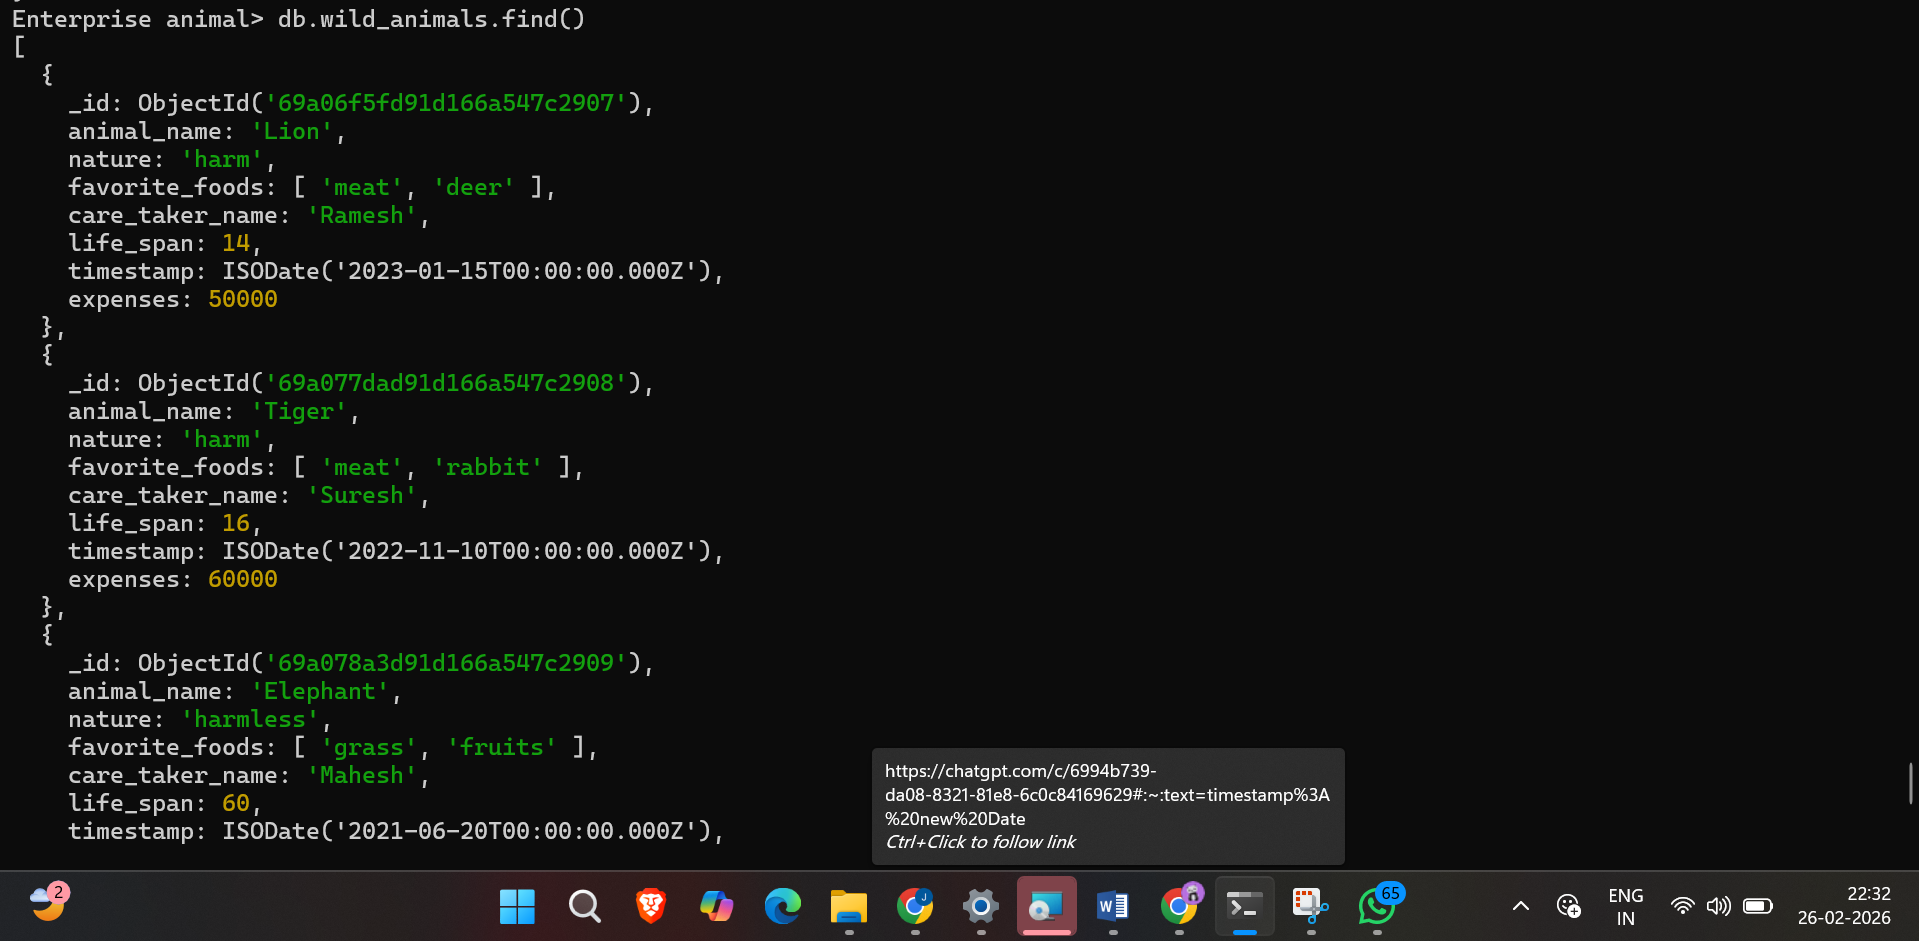 Enterprise animal> db.wild_animals.find()
[
  {
    _id: ObjectId('69a06f5fd91d166a547c2907'),
    animal_name: 'Lion',
    nature: 'harm',
    favorite_foods: [ 'meat', 'deer' ],
    care_taker_name: 'Ramesh',
    life_span: 14,
    timestamp: ISODate('2023-01-15T00:00:00.000Z'),
    expenses: 50000
  },
  {
    _id: ObjectId('69a077dad91d166a547c2908'),
    animal_name: 'Tiger',
    nature: 'harm',
    favorite_foods: [ 'meat', 'rabbit' ],
    care_taker_name: 'Suresh',
    life_span: 16,
    timestamp: ISODate('2022-11-10T00:00:00.000Z'),
    expenses: 60000
  },
  {
    _id: ObjectId('69a078a3d91d166a547c2909'),
    animal_name: 'Elephant',
    nature: 'harmless',
    favorite_foods: [ 'grass', 'fruits' ],
    care_taker_name: 'Mahesh',
    life_span: 60,
    timestamp: ISODate('2021-06-20T00:00:00.000Z'),
https://chatgpt.com/c/6994b739-
da08-8321-81e8-6c0c84169629#:~:text=timestamp%3A
%20new%20Date
Ctrl+Click to follow link
2
J
W
65
ENG
IN
22:32
26-02-2026